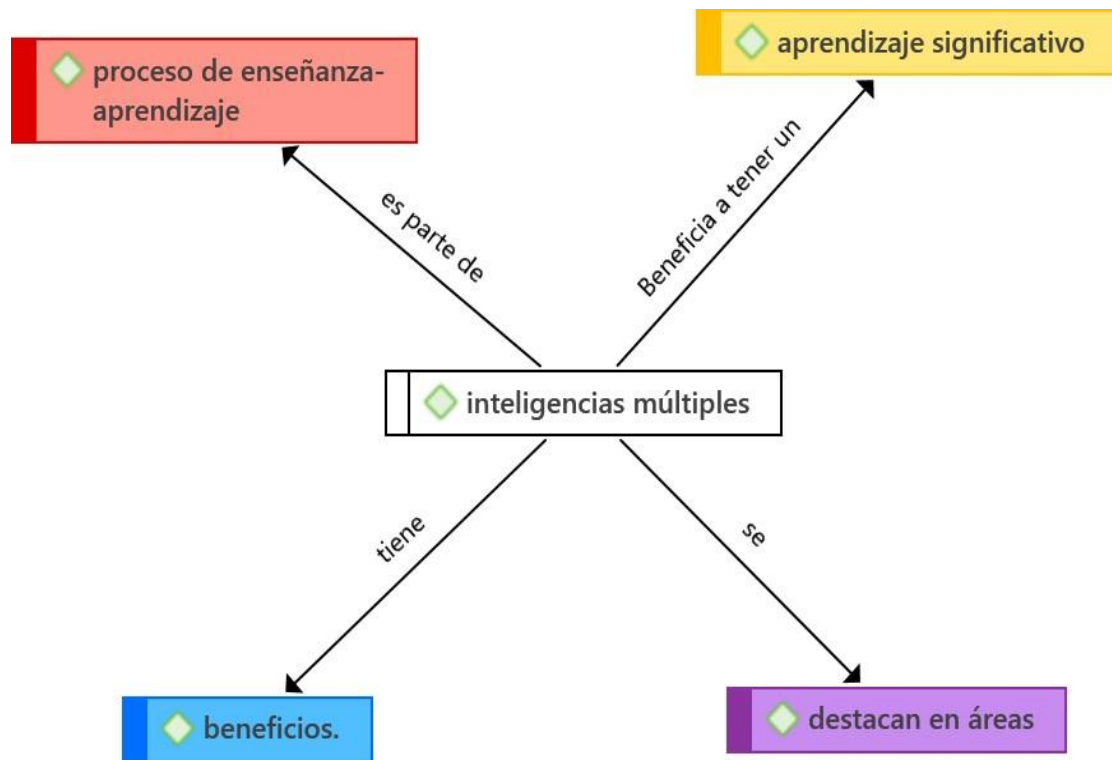 proceso de enseñanza-
aprendizaje
aprendizaje significativo
es parte de
Beneficia a tener un
inteligencias múltiples
tiene
se
beneficios.
destacan en áreas